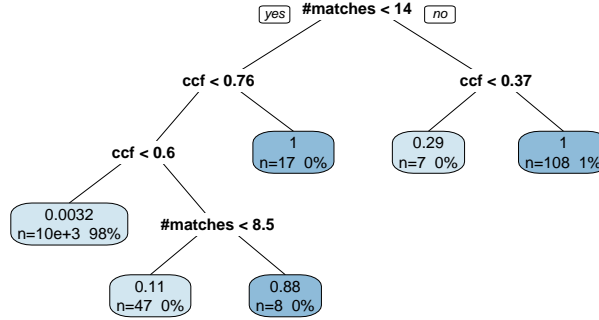 yes #matches < 14 no
ccf < 0.76
ccf < 0.37
1
n=17 0%
0.29
n=7 0%
1
n=108 1%
ccf < 0.6
0.0032
n=10e+3 98%
#matches < 8.5
0.11
n=47 0%
0.88
n=8 0%